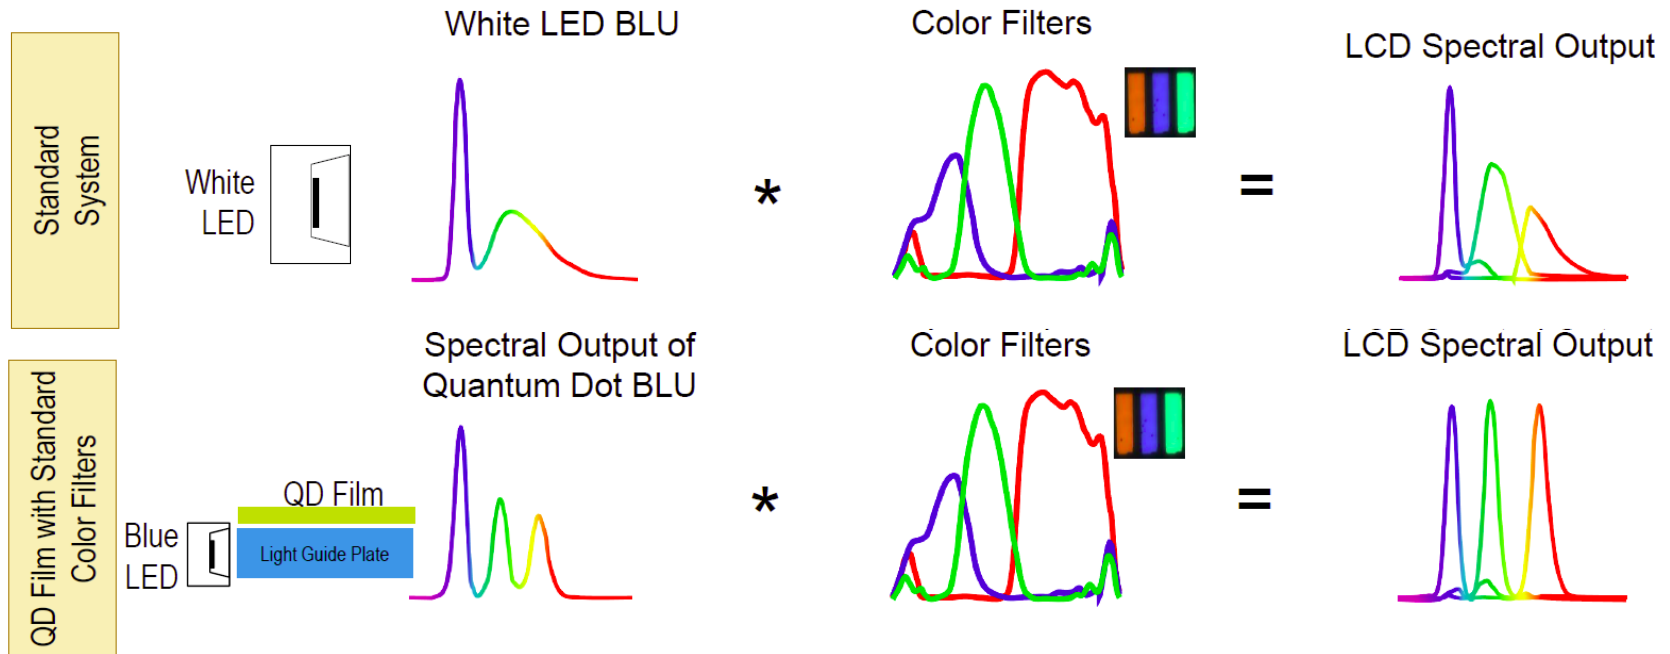 White LED BLU
Color Filters
LCD Spectral Output
Standard
System
White
LED
*
=
Spectral Output of
Quantum Dot BLU
Color Filters
LCD Spectral Output
QD Film with Standard
Color Filters
QD Film
Blue
LED
Light Guide Plate
*
=